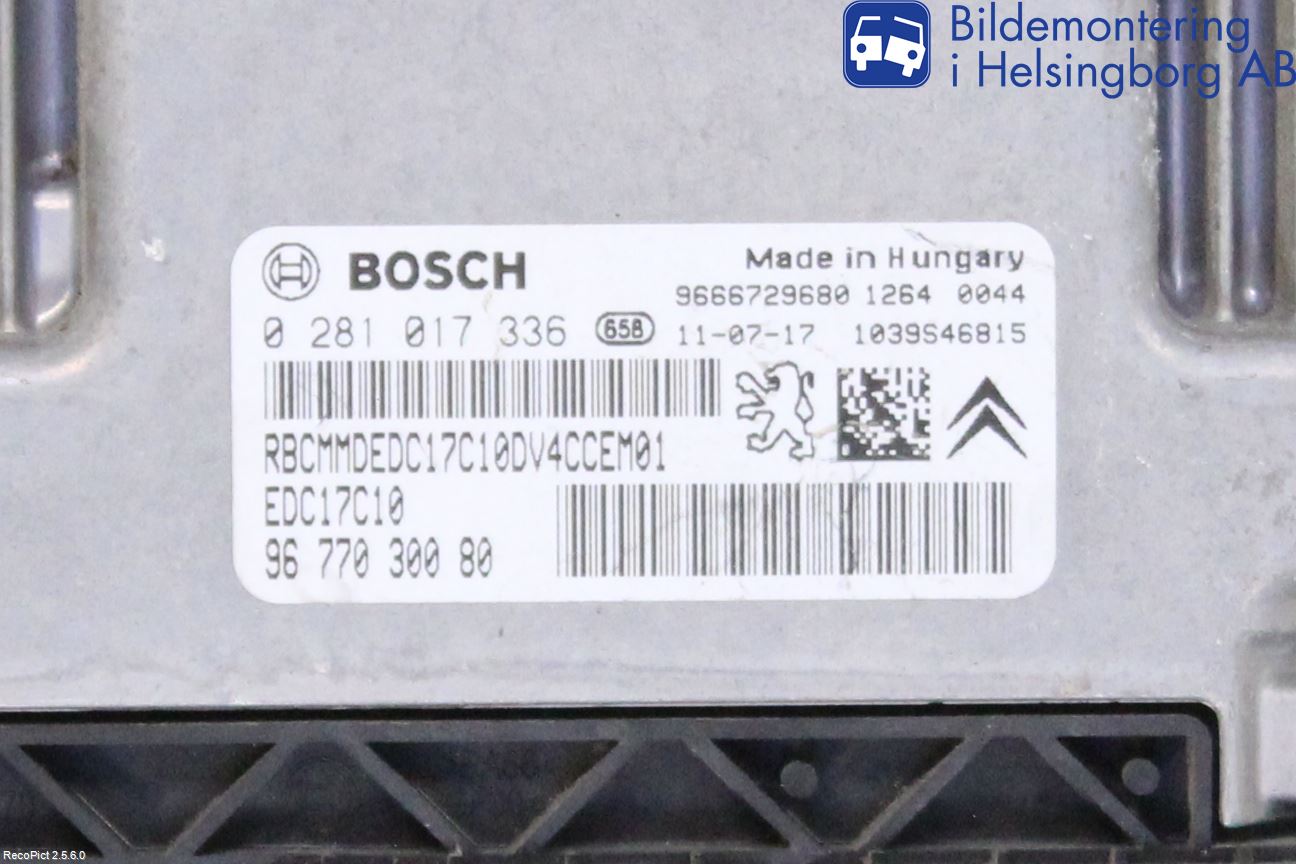 Bildemontering
i Helsingborg AB
BOSCH
Made in Hungary
9666729680 1264 0044
0 281 017 336 658 11-07-17 1039S46815
RBCMMDEDC17C10DV4CCEM01
EDC17C10
96 770 300 80
RecoPict 2.5.6.0